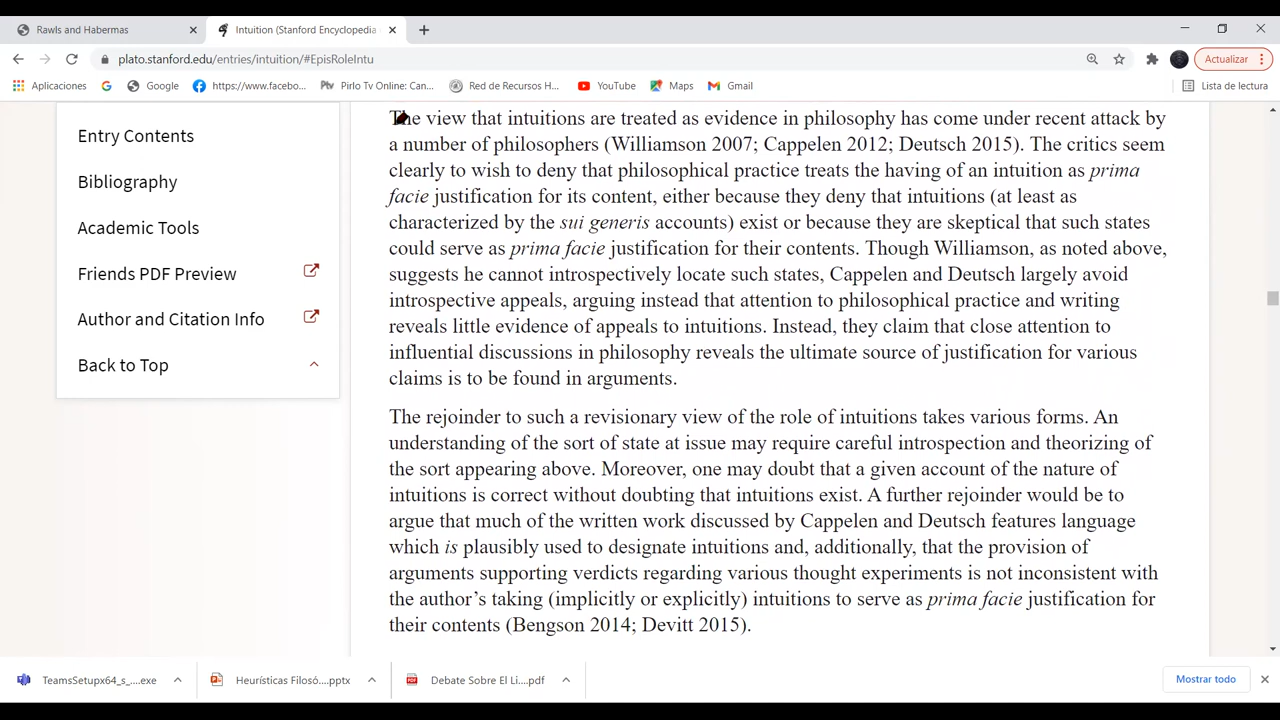 Rawls and Habermas
Intuition (Stanford Encyclopedia
plato.stanford.edu/entries/intuition/#EpisRoleIntu
Actualizar
Aplicaciones
Google
https://www.facebo...
Pirlo Tv Online: Can...
Red de Recursos H...
YouTube
Maps
Gmail
Lista de lectura
Entry Contents
Bibliography
Academic Tools
Friends PDF Preview
Author and Citation Info
Back to Top
The view that intuitions are treated as evidence in philosophy has come under recent attack by
a number of philosophers (Williamson 2007; Cappelen 2012; Deutsch 2015). The critics seem
clearly to wish to deny that philosophical practice treats the having of an intuition as prima
facie justification for its content, either because they deny that intuitions (at least as
characterized by the sui generis accounts) exist or because they are skeptical that such states
could serve as prima facie justification for their contents. Though Williamson, as noted above,
suggests he cannot introspectively locate such states, Cappelen and Deutsch largely avoid
introspective appeals, arguing instead that attention to philosophical practice and writing
reveals little evidence of appeals to intuitions. Instead, they claim that close attention to
influential discussions in philosophy reveals the ultimate source of justification for various
claims is to be found in arguments.
The rejoinder to such a revisionary view of the role of intuitions takes various forms. An
understanding of the sort of state at issue may require careful introspection and theorizing of
the sort appearing above. Moreover, one may doubt that a given account of the nature of
intuitions is correct without doubting that intuitions exist. A further rejoinder would be to
argue that much of the written work discussed by Cappelen and Deutsch features language
which is plausibly used to designate intuitions and, additionally, that the provision of
arguments supporting verdicts regarding various thought experiments is not inconsistent with
the author's taking (implicitly or explicitly) intuitions to serve as prima facie justification for
their contents (Bengson 2014; Devitt 2015).
TeamsSetupx64_s_....exe
Heurísticas Filosó....pptx
Debate Sobre El Li....pdf
Mostrar todo